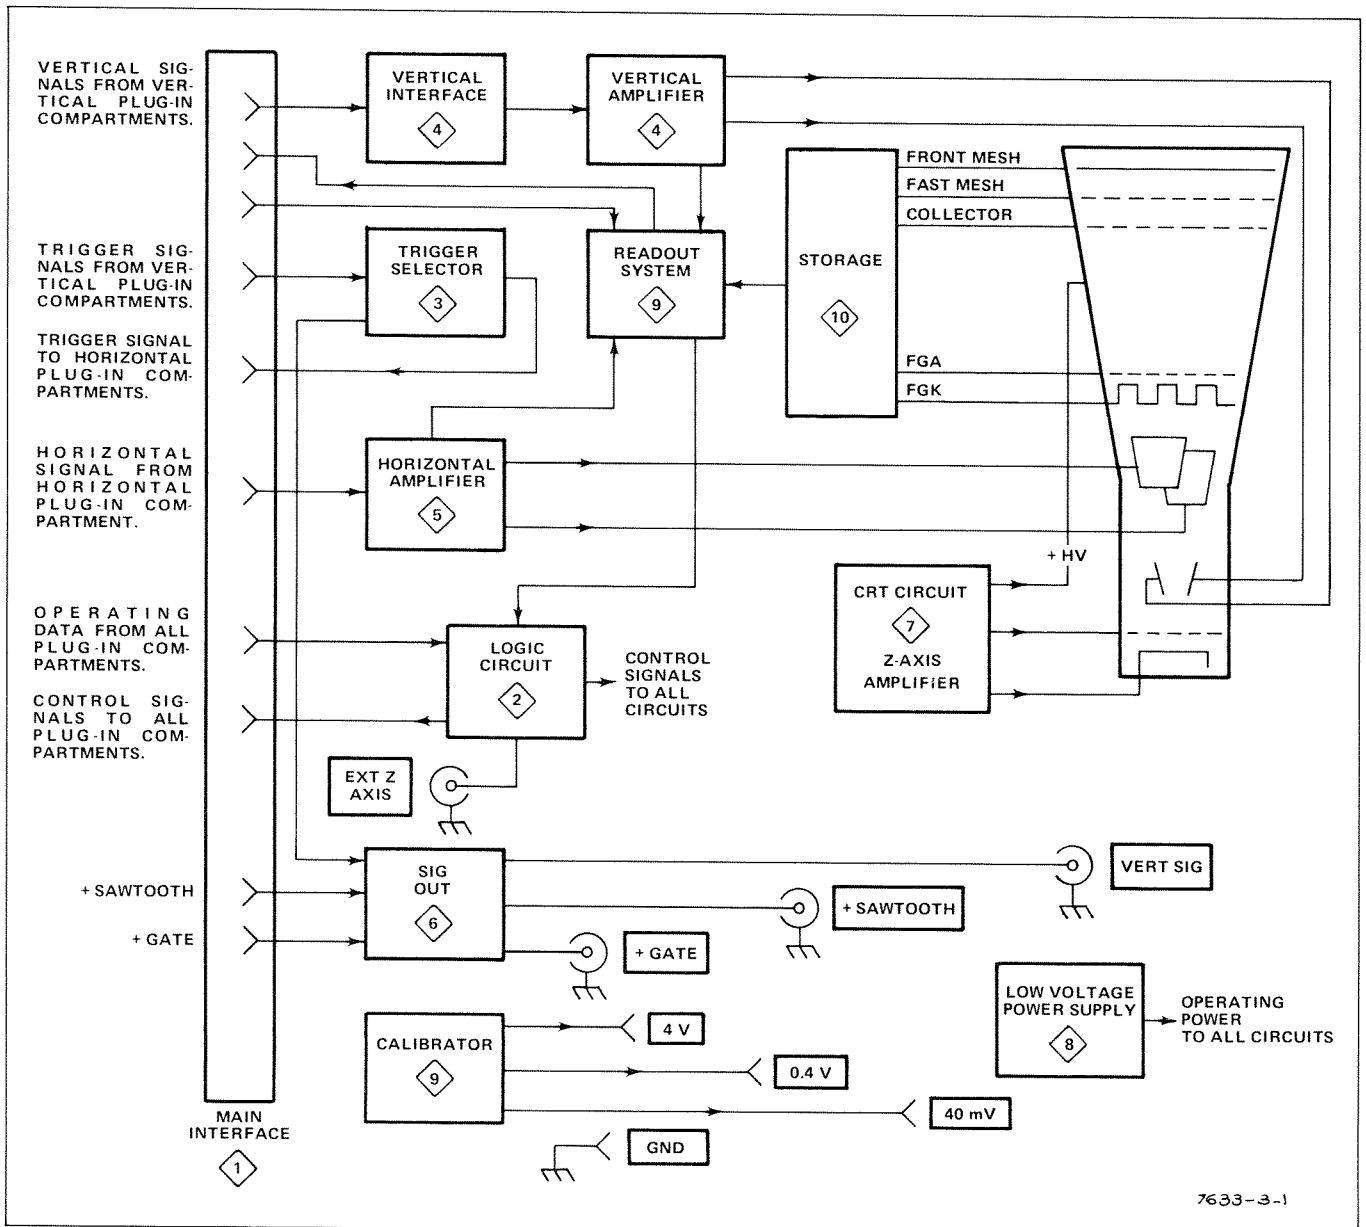 VERTICAL SIG-
NALS FROM VER-
TICAL PLUG-IN
COMPARTMENTS.
TRIGGER SIG-
NALS FROM VER-
TICAL PLUG-IN
COMPARTMENTS.
TRIGGER SIGNAL
TO HORIZONTAL
PLUG-IN COM-
PARTMENTS.
HORIZONTAL
SIGNAL FROM
HORIZONTAL
PLUG-IN COM-
PARTMENT.
OPERATING
DATA FROM ALL
PLUG-IN COM-
PARTMENTS.
CONTROL SIG-
NALS TO ALL
PLUG-IN COM-
PARTMENTS.
+ SAWTOOTH
+ GATE
MAIN
INTERFACE
1
VERTICAL
INTERFACE
4
VERTICAL
AMPLIFIER
4
TRIGGER
SELECTOR
3
READOUT
SYSTEM
9
STORAGE
10
FRONT MESH
FAST MESH
COLLECTOR
FGA
FGK
HORIZONTAL
AMPLIFIER
5
+ HV
CRT CIRCUIT
7
Z-AXIS
AMPLIFIER
LOGIC
CIRCUIT
2
CONTROL
SIGNALS
TO ALL
CIRCUITS
EXT Z
AXIS
SIG
OUT
6
VERT SIG
+ SAWTOOTH
+ GATE
CALIBRATOR
9
4 V
0.4 V
40 mV
GND
LOW VOLTAGE
POWER SUPPLY
8
OPERATING
POWER
TO ALL CIRCUITS
7633-3-1